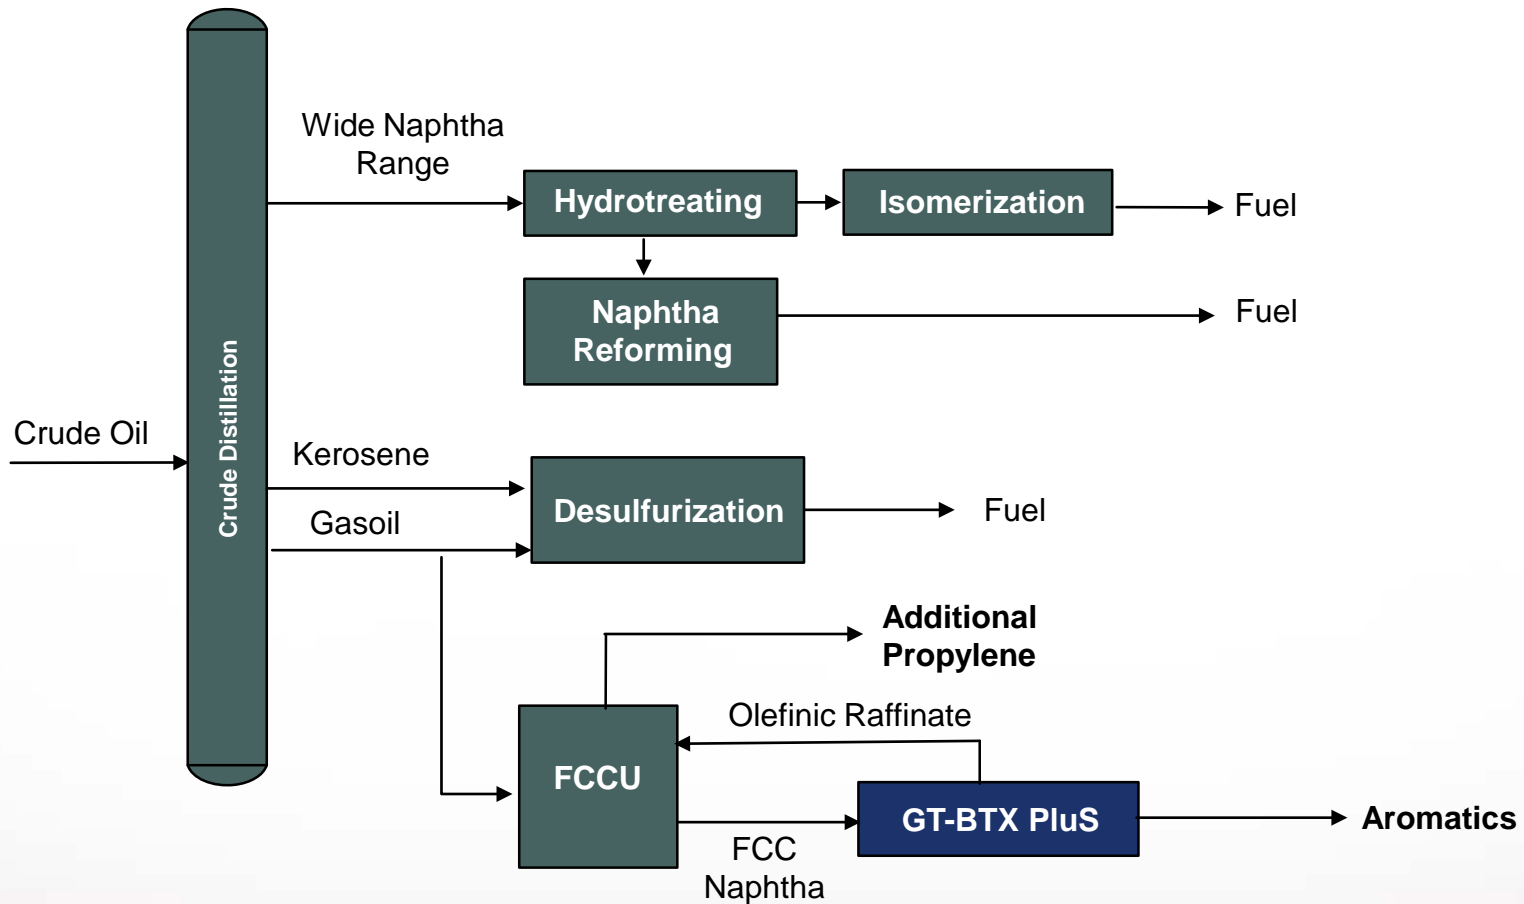 Wide Naphtha
Range
Hydrotreating
Isomerization
Fuel
Naphtha
Reforming
Fuel
Crude Oil
Crude Distillation
Kerosene
Gasoil
Desulfurization
Fuel
Additional
Propylene
Olefinic Raffinate
FCCU
GT-BTX PluS
Aromatics
FCC
Naphtha